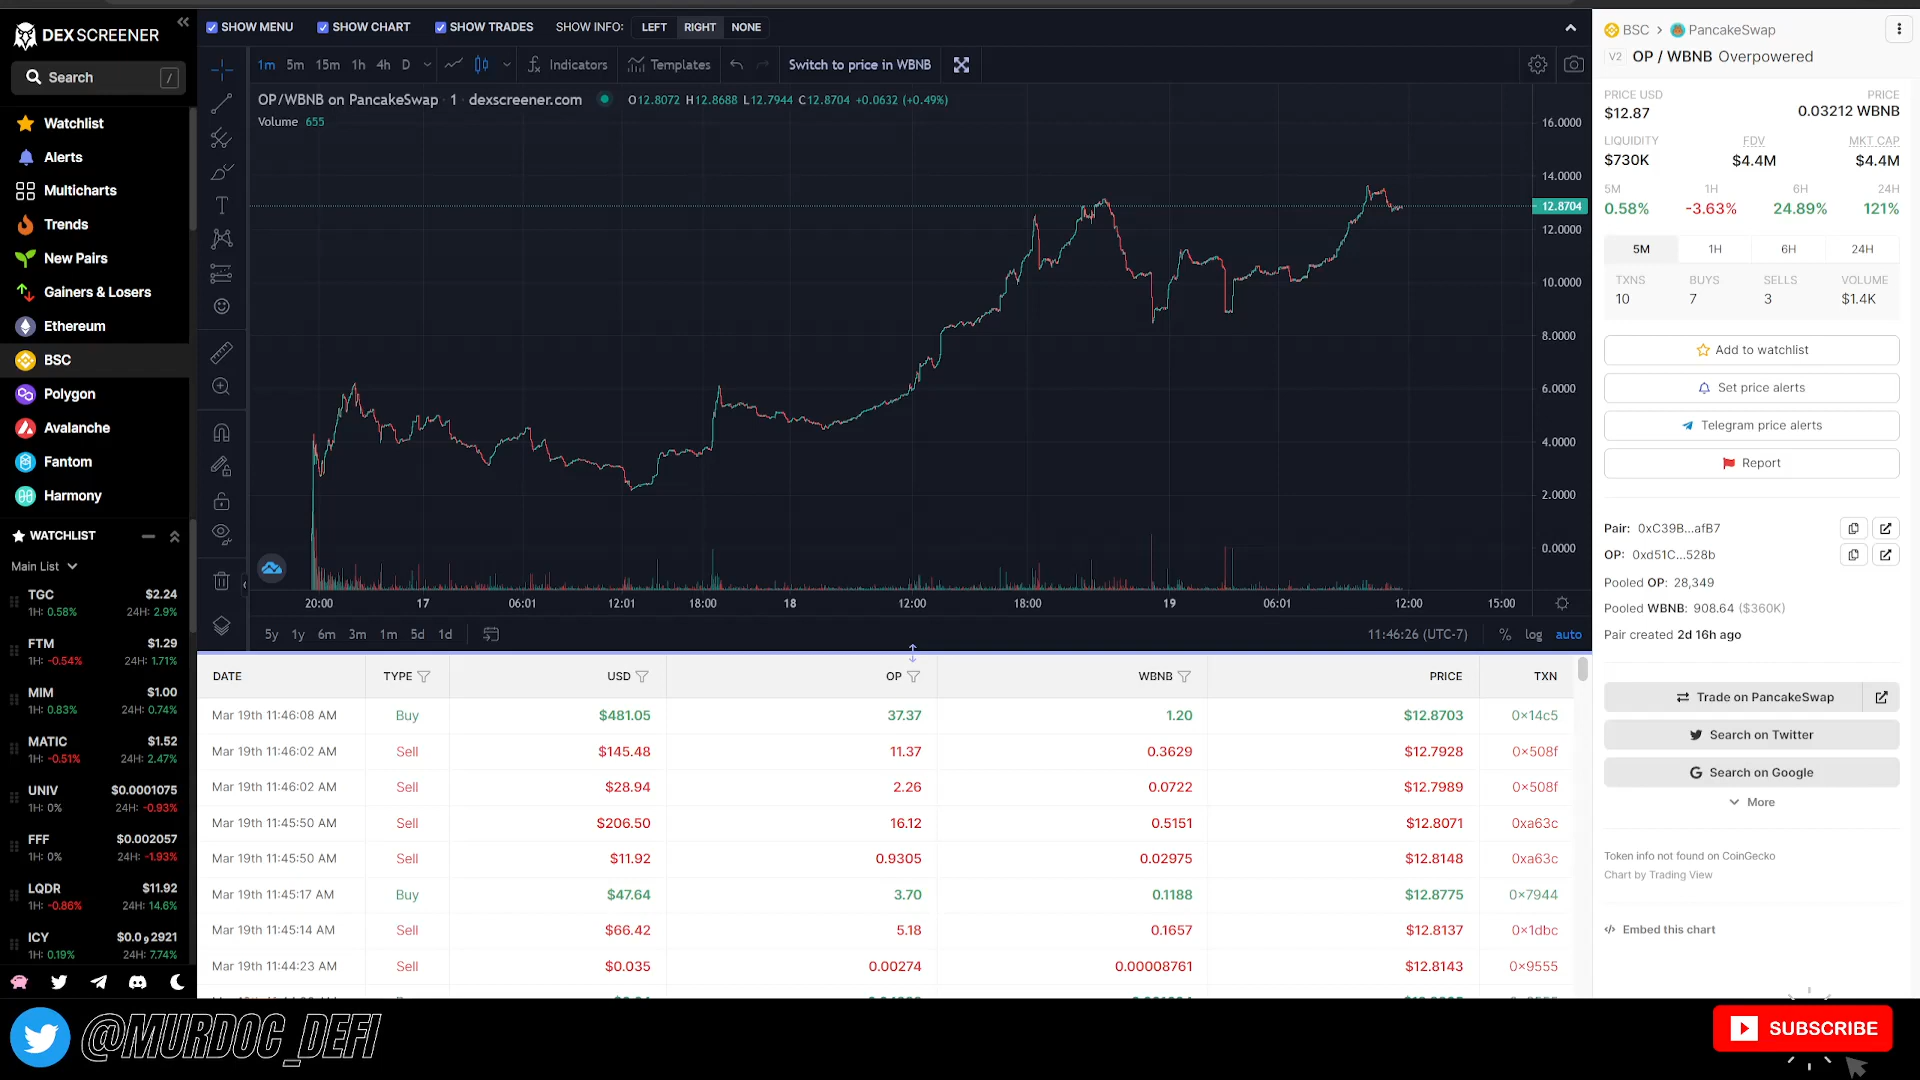 DEX SCREENER
Search /
Watchlist
Alerts
Multicharts
Trends
New Pairs
Gainers & Losers
Ethereum
BSC
Polygon
Avalanche
Fantom
Harmony
WATCHLIST
Main List
TGC $2.24
1H: 0.58% 24H: 2.9%
FTM $1.29
1H: -0.54% 24H: 1.71%
MIM $1.00
1H: 0.83% 24H: 0.74%
MATIC $1.52
1H: -0.51% 24H: 2.47%
UNIV $0.0001075
1H: 0% 24H: -0.93%
FFF $0.002057
1H: 0% 24H: -1.93%
LQDR $11.92
1H: -0.86% 24H: 14.6%
ICY $0.0₉2921
1H: 0.19% 24H: 7.74%
SHOW MENU SHOW CHART SHOW TRADES SHOW INFO: LEFT RIGHT NONE
1m 5m 15m 1h 4h D Indicators Templates Switch to price in WBNB
OP/WBNB on PancakeSwap · 1 · dexscreener.com O12.8072 H12.8688 L12.7944 C12.8704 +0.0632 (+0.49%)
Volume 655
16.0000
14.0000
12.8704
12.0000
10.0000
8.0000
6.0000
4.0000
2.0000
0.0000
20:00 17 06:01 12:01 18:00 18 12:00 18:00 19 06:01 12:00 15:00
5y 1y 6m 3m 1m 5d 1d 11:46:26 (UTC-7) % log auto
DATE TYPE USD OP WBNB PRICE TXN
Mar 19th 11:46:08 AM Buy $481.05 37.37 1.20 $12.8703 0×14c5
Mar 19th 11:46:02 AM Sell $145.48 11.37 0.3629 $12.7928 0×508f
Mar 19th 11:46:02 AM Sell $28.94 2.26 0.0722 $12.7989 0×508f
Mar 19th 11:45:50 AM Sell $206.50 16.12 0.5151 $12.8071 0xa63c
Mar 19th 11:45:50 AM Sell $11.92 0.9305 0.02975 $12.8148 0xa63c
Mar 19th 11:45:17 AM Buy $47.64 3.70 0.1188 $12.8775 0×7944
Mar 19th 11:45:14 AM Sell $66.42 5.18 0.1657 $12.8137 0×1dbc
Mar 19th 11:44:23 AM Sell $0.035 0.00274 0.00008761 $12.8143 0×9555
BSC > PancakeSwap
V2 OP / WBNB Overpowered
PRICE USD PRICE
$12.87 0.03212 WBNB
LIQUIDITY FDV MKT CAP
$730K $4.4M $4.4M
5M 1H 6H 24H
0.58% -3.63% 24.89% 121%
5M 1H 6H 24H
TXNS BUYS SELLS VOLUME
10 7 3 $1.4K
Add to watchlist
Set price alerts
Telegram price alerts
Report
Pair: 0xC39B...afB7
OP: 0xd51C...528b
Pooled OP: 28,349
Pooled WBNB: 908.64 ($360K)
Pair created 2d 16h ago
Trade on PancakeSwap
Search on Twitter
Search on Google
More
Token info not found on CoinGecko
Chart by Trading View
</> Embed this chart
@MURDOC_DEFI
SUBSCRIBE